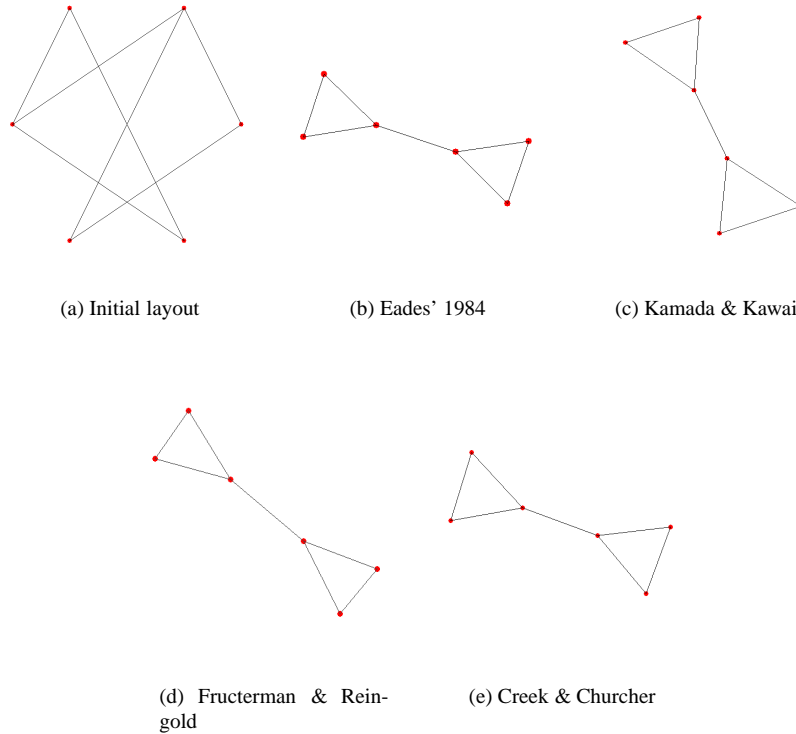 (a) Initial layout
(b) Eades' 1984
(c) Kamada & Kawai
(d) Fructerman & Rein-
gold
(e) Creek & Churcher